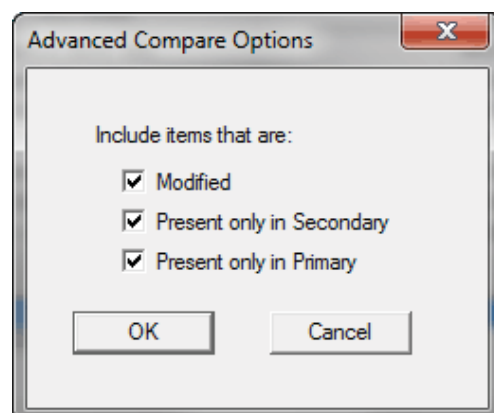 Advanced Compare Options
Include items that are:
Modified
Present only in Secondary
Present only in Primary
OK Cancel